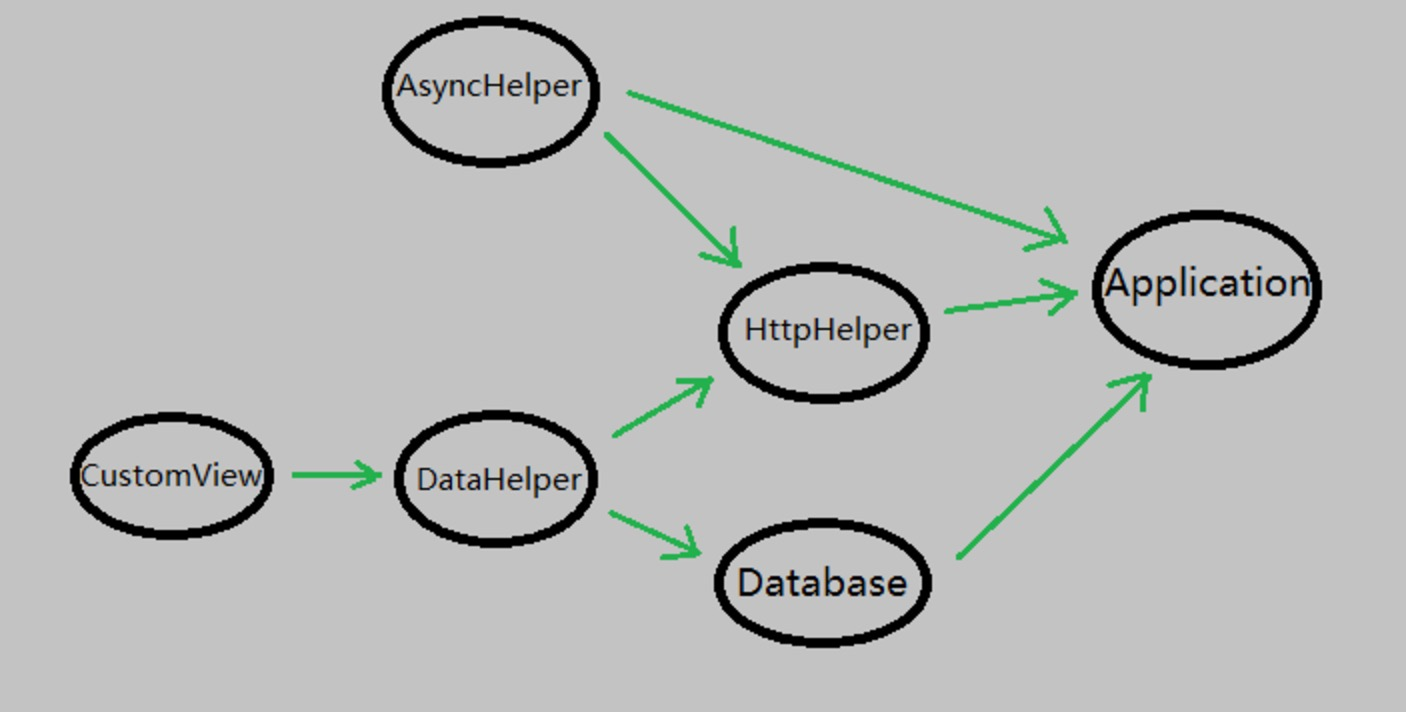 AsyncHelper
Application
HttpHelper
CustomView
DataHelper
Database